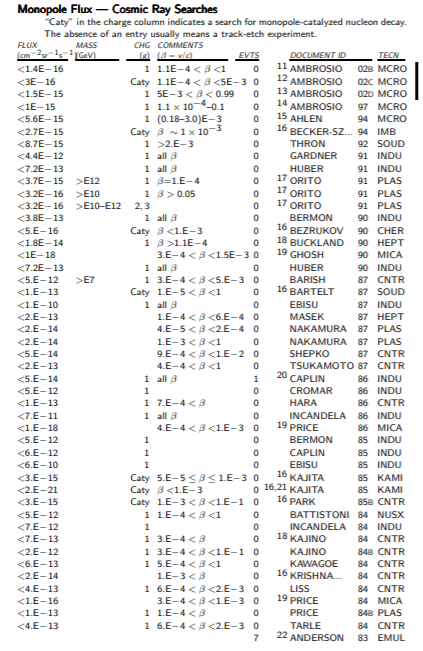 Monopole Flux — Cosmic Ray Searches
"Caty" in the charge column indicates a search for monopole-catalyzed nucleon decay.
The absence of an entry usually means a track-etch experiment.
FLUX MASS CHG COMMENTS
(cm⁻²sr⁻¹s⁻¹)(GeV) (g) (β = v/c) EVTS DOCUMENT ID TECN
<1.4E−16 1 1.1E−4 < β <1 0 11 AMBROSIO 02B MCRO
<3E−16 Caty 1.1E−4 < β <5E−3 0 12 AMBROSIO 02C MCRO
<1.5E−15 1 5E−3 < β < 0.99 0 13 AMBROSIO 02D MCRO
<1E−15 1 1.1 × 10⁻⁴–0.1 0 14 AMBROSIO 97 MCRO
<5.6E−15 1 (0.18–3.0)E−3 0 15 AHLEN 94 MCRO
<2.7E−15 Caty β ∼ 1 × 10⁻³ 0 16 BECKER-SZ... 94 IMB
<8.7E−15 1 >2.E−3 0 THRON 92 SOUD
<4.4E−12 1 all β 0 GARDNER 91 INDU
<7.2E−13 1 all β 0 HUBER 91 INDU
<3.7E−15 >E12 1 β=1.E−4 0 17 ORITO 91 PLAS
<3.2E−16 >E10 1 β > 0.05 0 17 ORITO 91 PLAS
<3.2E−16 >E10–E12 2, 3 0 17 ORITO 91 PLAS
<3.8E−13 1 all β 0 BERMON 90 INDU
<5.E−16 Caty β <1.E−3 0 16 BEZRUKOV 90 CHER
<1.8E−14 1 β >1.1E−4 0 18 BUCKLAND 90 HEPT
<1E−18 3.E−4 < β <1.5E−3 0 19 GHOSH 90 MICA
<7.2E−13 1 all β 0 HUBER 90 INDU
<5.E−12 >E7 1 3.E−4 < β <5.E−3 0 BARISH 87 CNTR
<1.E−13 Caty 1.E−5 < β <1 0 16 BARTELT 87 SOUD
<1.E−10 1 all β 0 EBISU 87 INDU
<2.E−13 1.E−4 < β <6.E−4 0 MASEK 87 HEPT
<2.E−14 4.E−5 < β <2.E−4 0 NAKAMURA 87 PLAS
<2.E−14 1.E−3 < β <1 0 NAKAMURA 87 PLAS
<5.E−14 9.E−4 < β <1.E−2 0 SHEPKO 87 CNTR
<2.E−13 4.E−4 < β <1 0 TSUKAMOTO 87 CNTR
<5.E−14 1 all β 1 20 CAPLIN 86 INDU
<5.E−12 1 0 CROMAR 86 INDU
<1.E−13 1 7.E−4 < β 0 HARA 86 CNTR
<7.E−11 1 all β 0 INCANDELA 86 INDU
<1.E−18 4.E−4 < β <1.E−3 0 19 PRICE 86 MICA
<5.E−12 1 0 BERMON 85 INDU
<6.E−12 1 0 CAPLIN 85 INDU
<6.E−10 1 0 EBISU 85 INDU
<3.E−15 Caty 5.E−5 ≤ β ≤ 1.E−3 0 16 KAJITA 85 KAMI
<2.E−21 Caty β <1.E−3 0 16,21 KAJITA 85 KAMI
<3.E−15 Caty 1.E−3 < β <1.E−1 0 16 PARK 85B CNTR
<5.E−12 1 1.E−4 < β <1 0 BATTISTONI 84 NUSX
<7.E−12 1 0 INCANDELA 84 INDU
<7.E−13 1 3.E−4 < β 0 18 KAJINO 84 CNTR
<2.E−12 1 3.E−4 < β <1.E−1 0 KAJINO 84B CNTR
<6.E−13 1 5.E−4 < β <1 0 KAWAGOE 84 CNTR
<2.E−14 1.E−3 < β 0 16 KRISHNA... 84 CNTR
<4.E−13 1 6.E−4 < β <2.E−3 0 LISS 84 CNTR
<1.E−16 3.E−4 < β <1.E−3 0 19 PRICE 84 MICA
<1.E−13 1 1.E−4 < β 0 PRICE 84B PLAS
<4.E−13 1 6.E−4 < β <2.E−3 0 TARLE 84 CNTR
7 22 ANDERSON 83 EMUL